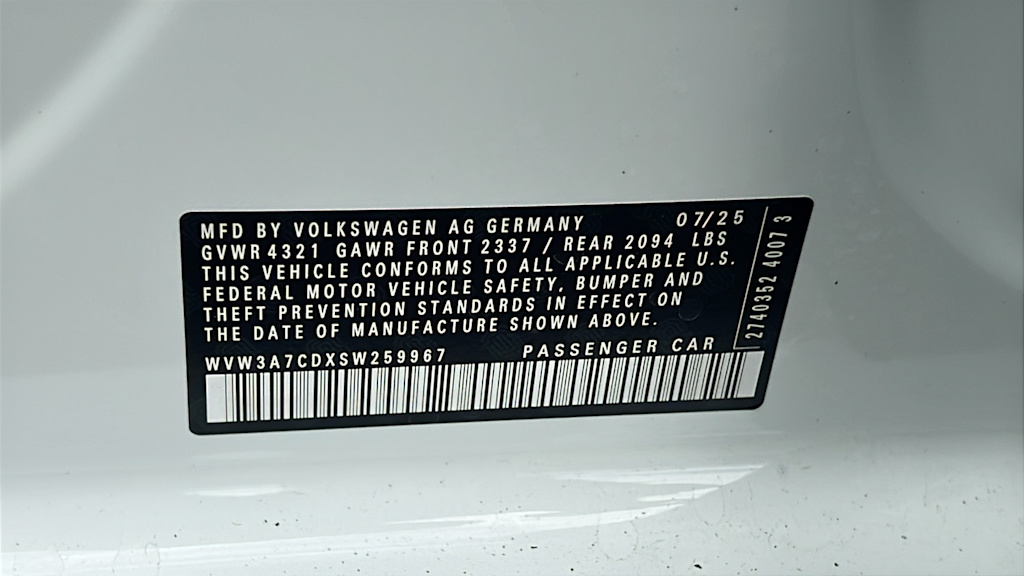 MFD BY VOLKSWAGEN AG GERMANY 07/25
GVWR 4321 GAWR FRONT 2337 / REAR 2094 LBS
THIS VEHICLE CONFORMS TO ALL APPLICABLE U.S.
FEDERAL MOTOR VEHICLE SAFETY, BUMPER AND
THEFT PREVENTION STANDARDS IN EFFECT ON
THE DATE OF MANUFACTURE SHOWN ABOVE.
WVW3A7CDXSW259967 PASSENGER CAR
2740352 4007 3